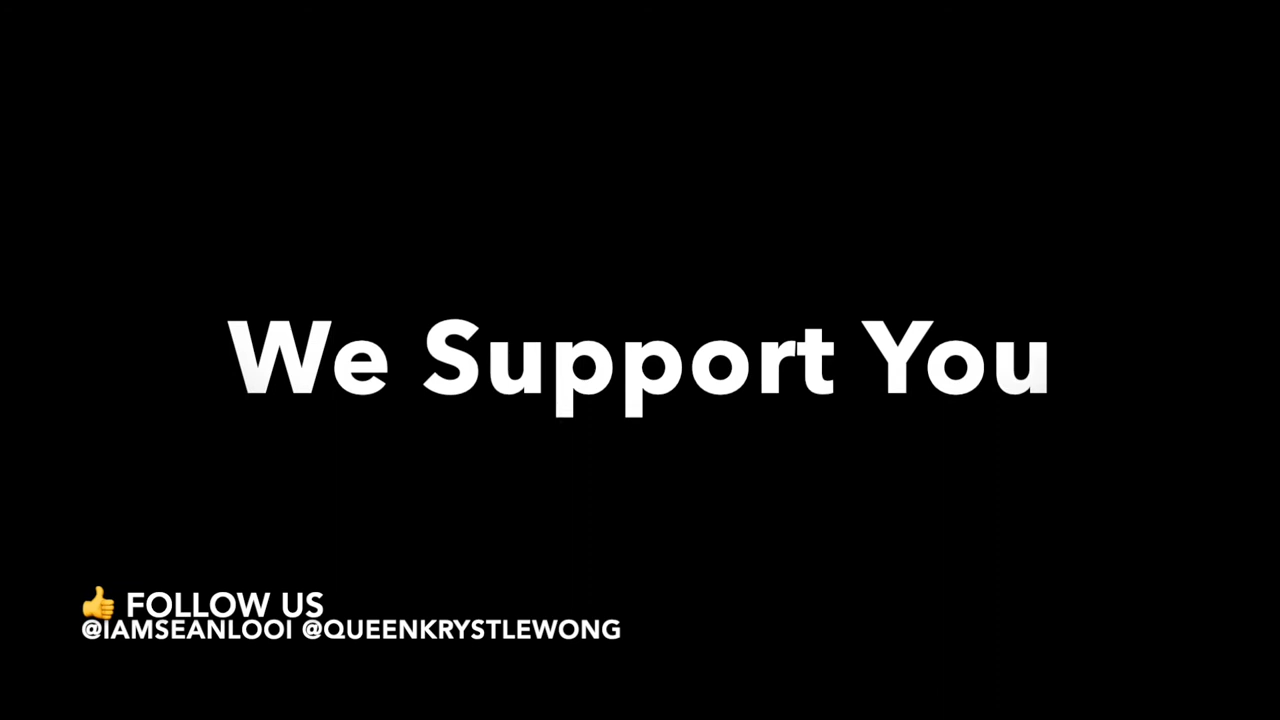 We Support You
👍 FOLLOW US
@IAMSEANLOOI @QUEENKRYSTLEWONG